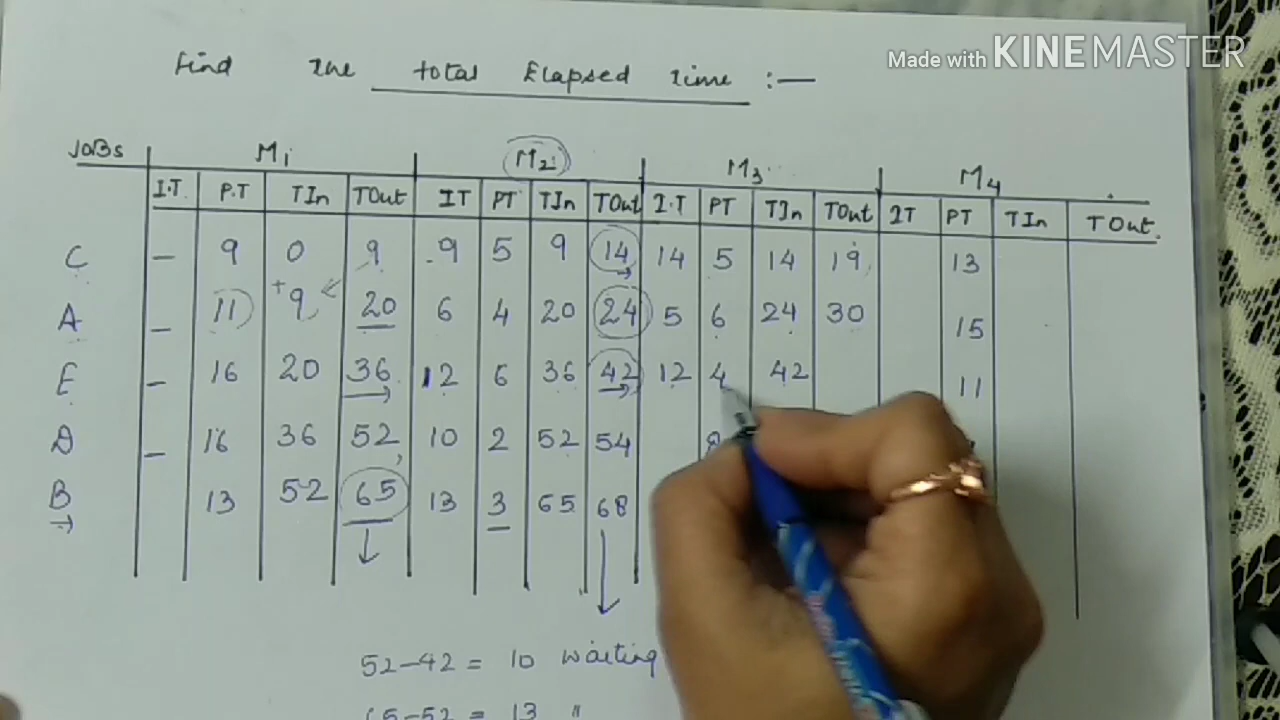 Made with KINEMASTER
Find the total Elapsed time :—
JOBS M1 M2 M3 M4
I.T P.T TIn TOut IT PT TIn TOut I.T PT TIn TOut IT PT TIn TOut.
C – 9 0 9 9 5 9 14 14 5 14 19 13
A – 11 +9 20 6 4 20 24 5 6 24 30 15
E – 16 20 36 12 6 36 42 12 4 42 11
D – 16 36 52 10 2 52 54
B 13 52 65 13 3 65 68
52–42 = 10 waiting
65–52 = 13 "